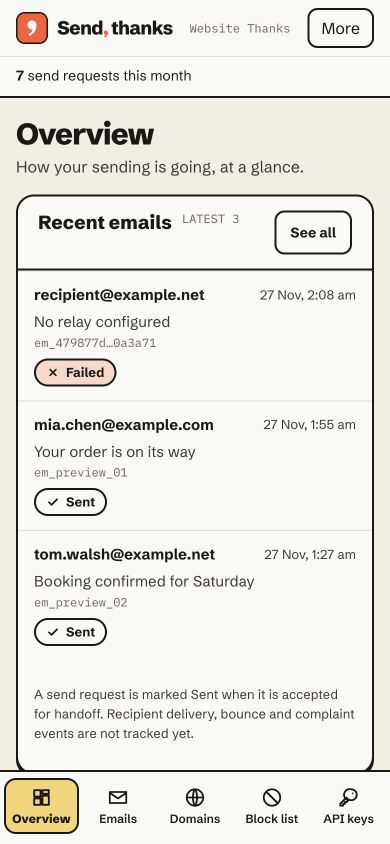 Send, thanks
Website Thanks
More
7 send requests this month
Overview
How your sending is going, at a glance.
Recent emails LATEST 3
See all
recipient@example.net 27 Nov, 2:08 am
No relay configured
em_479877d…0a3a71
Failed
mia.chen@example.com 27 Nov, 1:55 am
Your order is on its way
em_preview_01
Sent
tom.walsh@example.net 27 Nov, 1:27 am
Booking confirmed for Saturday
em_preview_02
Sent
A send request is marked Sent when it is accepted
for handoff. Recipient delivery, bounce and complaint
events are not tracked yet.
Overview Emails Domains Block list API keys